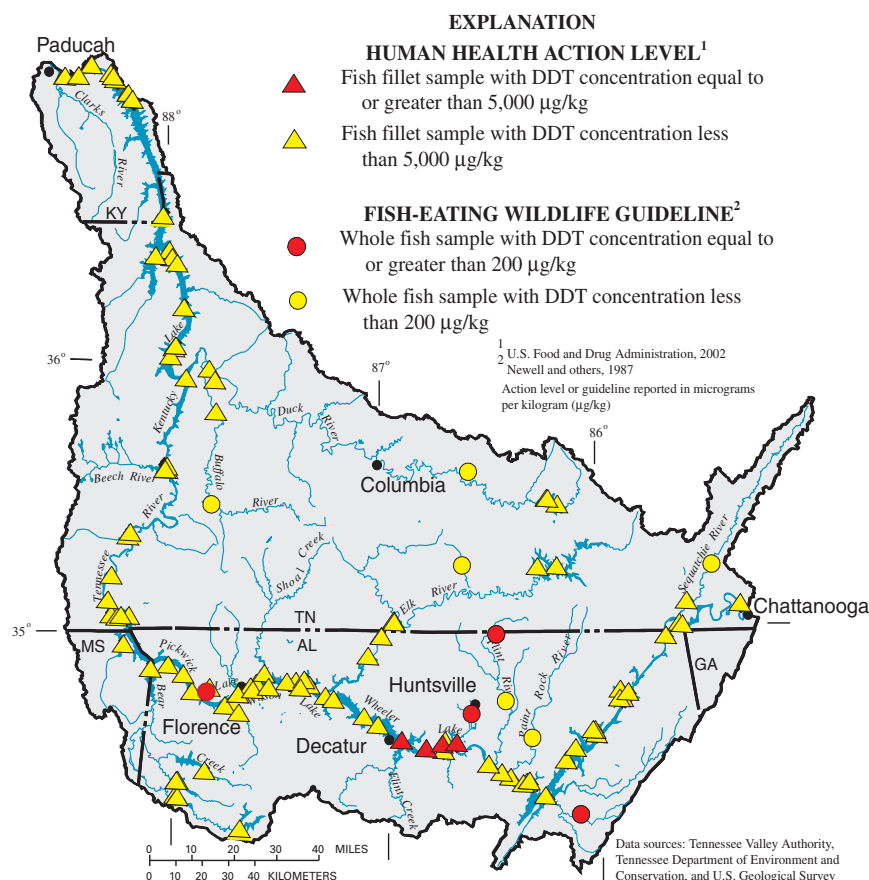 EXPLANATION
HUMAN HEALTH ACTION LEVEL1
Fish fillet sample with DDT concentration equal to
or greater than 5,000 µg/kg
Fish fillet sample with DDT concentration less
than 5,000 µg/kg
FISH-EATING WILDLIFE GUIDELINE2
Whole fish sample with DDT concentration equal to
or greater than 200 µg/kg
Whole fish sample with DDT concentration less
than 200 µg/kg
1 U.S. Food and Drug Administration, 2002
2 Newell and others, 1987
Action level or guideline reported in micrograms
per kilogram (µg/kg)
Paducah
Clarks
River
88°
KY
Lake
Kentucky
36°
87°
86°
Duck
River
Columbia
Beech River
Buffalo
River
River
Tennessee
Shoal Creek
Elk
River
Sequatchie River
Chattanooga
35°
TN
AL
MS
GA
Pickwick
Lake
Bear
Creek
Florence
Lake
Wheeler
Lake
Decatur
Huntsville
Flint
River
Paint Rock River
Flint Creek
0 10 20 30 40 MILES
0 10 20 30 40 KILOMETERS
Data sources: Tennessee Valley Authority,
Tennessee Department of Environment and
Conservation, and U.S. Geological Survey